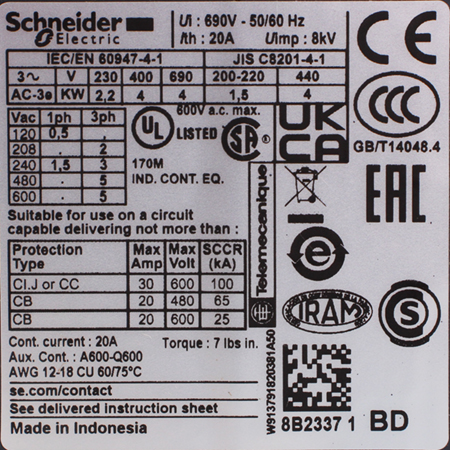 Schneider Electric
Ui : 690V - 50/60 Hz
Ith : 20A Uimp : 8kV
IEC/EN 60947-4-1 JIS C8201-4-1
3~ V 230 400 690 200-220 440
AC-3e KW 2,2 4 4 1,5 4
Vac 1ph 3ph
120 0,5 .
208 . 2
240 1,5 3
480 . 5
600 . 5
600V a.c. max.
UL LISTED SA
170M
IND. CONT. EQ.
CE
CCC
GB/T14048.4
UKCA
EAC
Suitable for use on a circuit
capable delivering not more than :
Protection Type Max Amp Max Volt SCCR (kA)
CI.J or CC 30 600 100
CB 20 480 65
CB 20 600 25
Cont. current : 20A Torque : 7 lbs in.
Aux. Cont. : A600-Q600
AWG 12-18 CU 60/75°C
se.com/contact
See delivered instruction sheet
Made in Indonesia
Telemecanique
W913791820381A50
e
IRAM
S
8B2337 1 BD